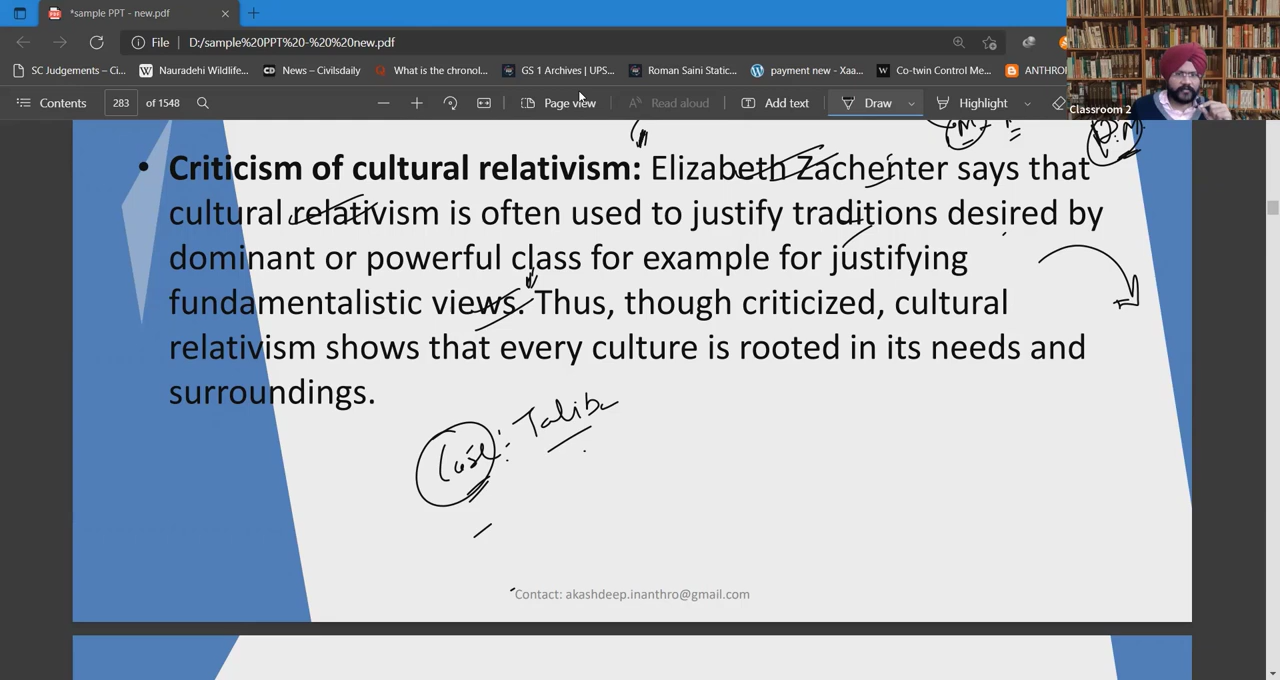 *sample PPT - new.pdf
File D:/sample%20PPT%20-%20%20new.pdf
SC Judgements – Ci... Nauradehi Wildlife... News – Civilsdaily What is the chronol... GS 1 Archives | UPS... Roman Saini Static... payment new - Xaa... Co-twin Control Me... ANTHRO
Contents 283 of 1548 Page view Read aloud Add text Draw Highlight
Classroom 2
• Criticism of cultural relativism: Elizabeth Zachenter says that
cultural relativism is often used to justify traditions desired by
dominant or powerful class for example for justifying
fundamentalistic views. Thus, though criticized, cultural
relativism shows that every culture is rooted in its needs and
surroundings.
Case: Taliba
Contact: akashdeep.inanthro@gmail.com